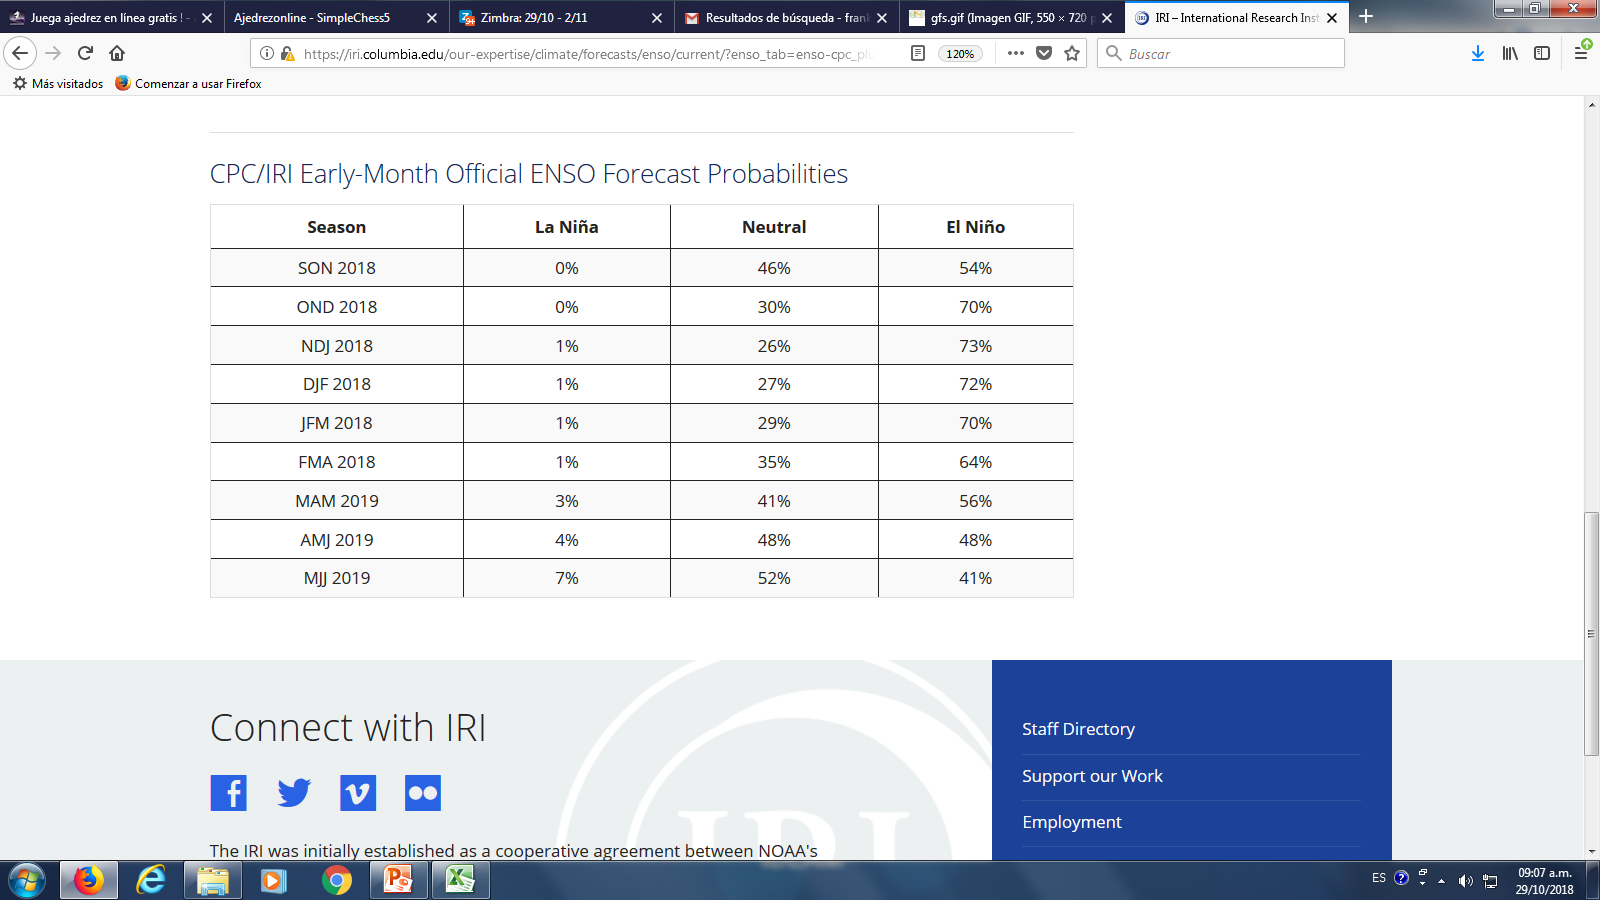 Juega ajedrez en línea gratis ! -
Ajedrezonline - SimpleChess5
Zimbra: 29/10 - 2/11
Resultados de búsqueda - fran
gfs.gif (Imagen GIF, 550 × 720 p
IRI – International Research Inst
https://iri.columbia.edu/our-expertise/climate/forecasts/enso/current/?enso_tab=enso-cpc_plu
120%
Buscar
Más visitados
Comenzar a usar Firefox
CPC/IRI Early-Month Official ENSO Forecast Probabilities
Season La Niña Neutral El Niño
SON 2018 0% 46% 54%
OND 2018 0% 30% 70%
NDJ 2018 1% 26% 73%
DJF 2018 1% 27% 72%
JFM 2018 1% 29% 70%
FMA 2018 1% 35% 64%
MAM 2019 3% 41% 56%
AMJ 2019 4% 48% 48%
MJJ 2019 7% 52% 41%
Connect with IRI
The IRI was initially established as a cooperative agreement between NOAA's
IRI
Staff Directory
Support our Work
Employment
ES
09:07 a.m.
29/10/2018